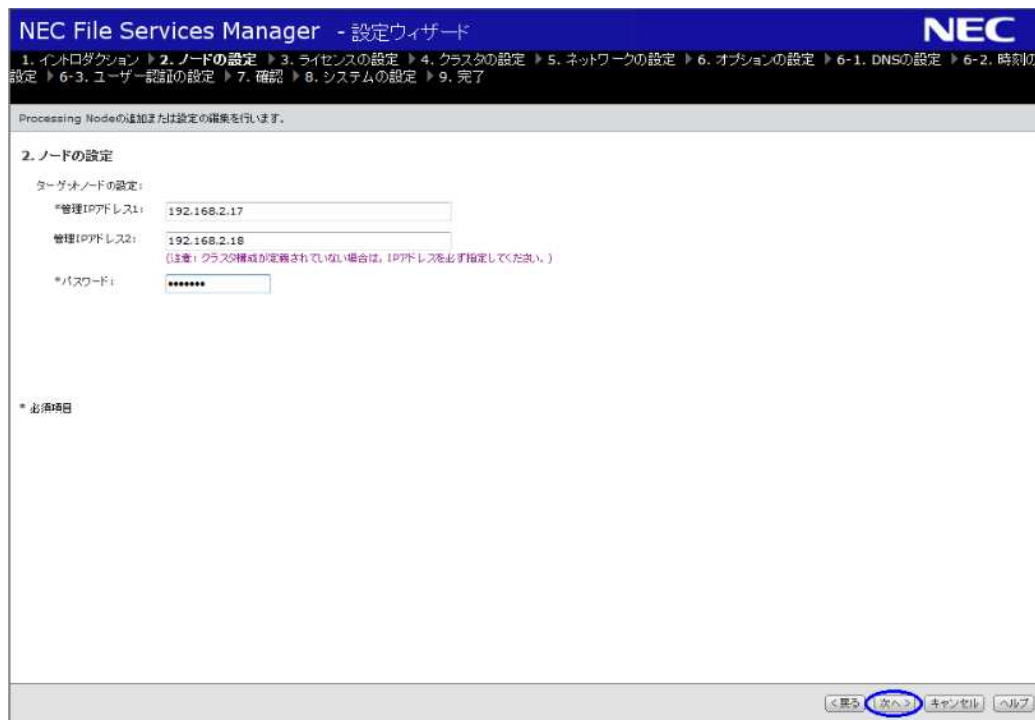 NEC File Services Manager - 設定ウィザード
NEC
1. イントロダクション 2. ノードの設定 3. ライセンスの設定 4. クラスタの設定 5. ネットワークの設定 6. オプションの設定 6-1. DNSの設定 6-2. 時刻の
設定 6-3. ユーザー認証の設定 7. 確認 8. システムの設定 9. 完了
Processing Nodeの追加または設定の編集を行います。
2. ノードの設定
ターゲットノードの設定:
*管理IPアドレス1: 192.168.2.17
管理IPアドレス2: 192.168.2.18
(注意: クラスタ構成が定義されていない場合は, IPアドレスを必ず指定してください。)
*パスワード: •••••••
* 必須項目
<戻る 次へ> キャンセル ヘルプ